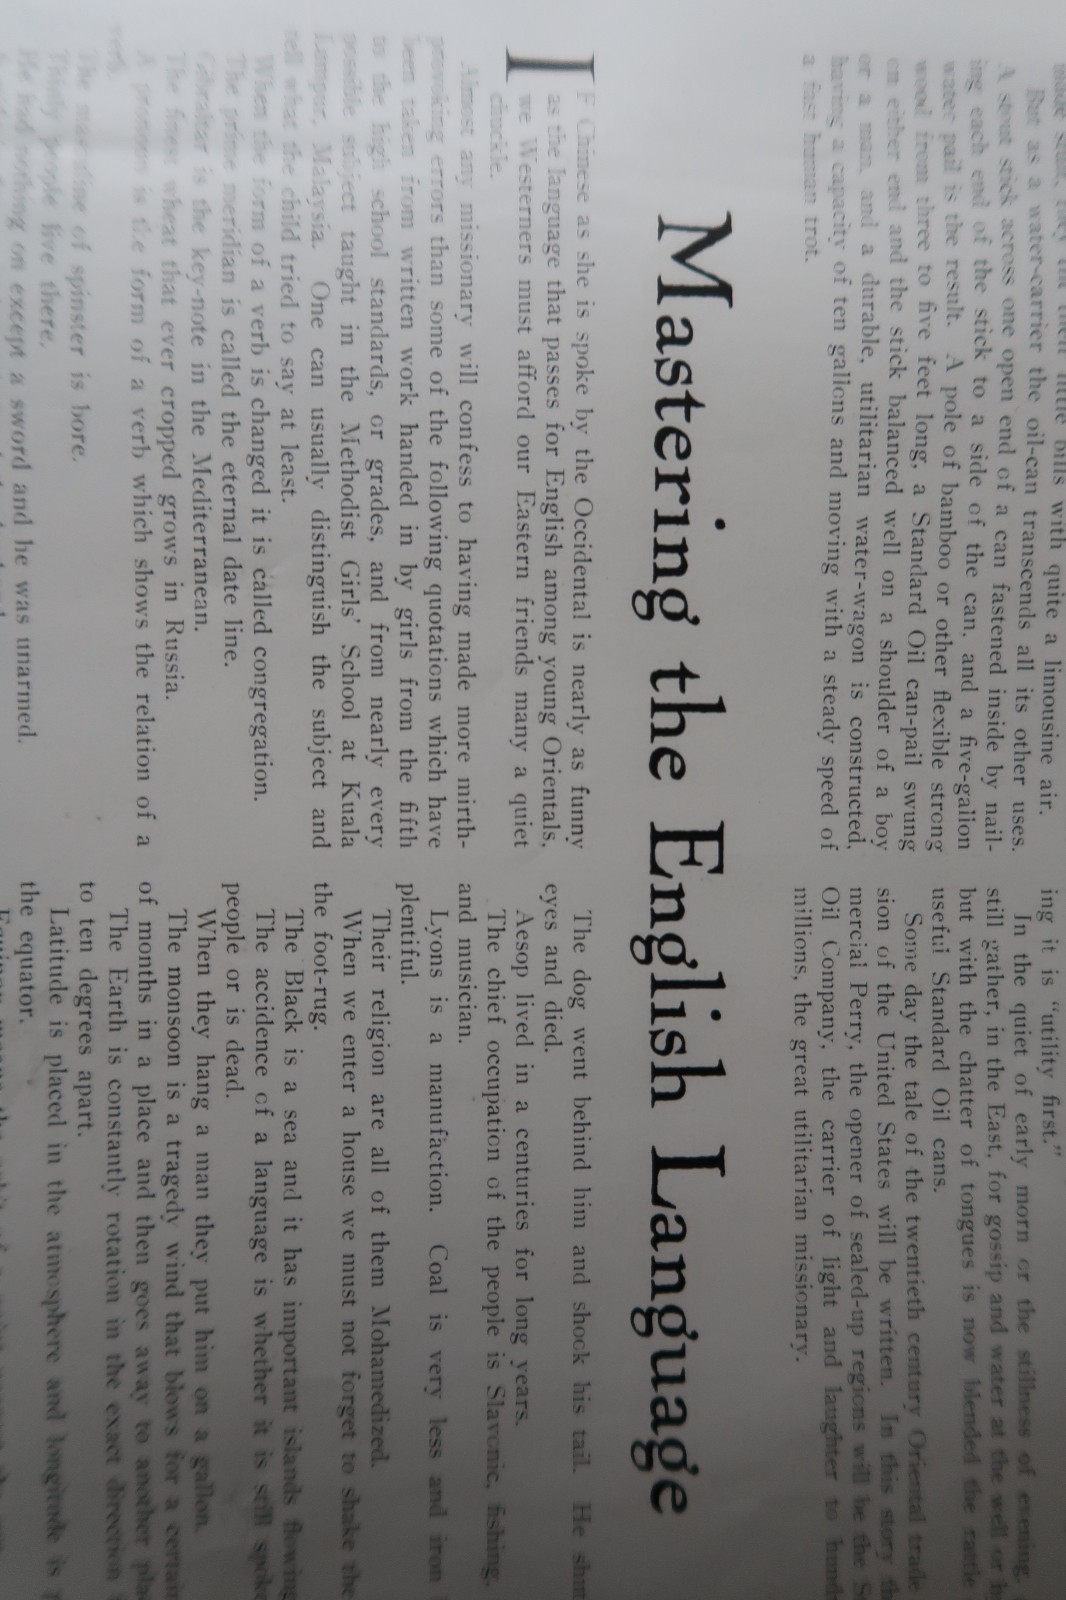 little bills with quite a limousine air.
But as a water-carrier the oil-can transcends all its other uses.
A stout stick across one open end of a can fastened inside by nail-
ing each end of the stick to a side of the can, and a five-gallon
water pail is the result. A pole of bamboo or other flexible strong
wood from three to five feet long, a Standard Oil can-pail swung
on either end and the stick balanced well on a shoulder of a boy
or a man, and a durable, utilitarian water-wagon is constructed,
having a capacity of ten gallons and moving with a steady speed of
a fast human trot.
ing it is "utility first."
In the quiet of early morn or the stillness of evening,
still gather, in the East, for gossip and water at the well or
but with the chatter of tongues is now blended the rattle
useful Standard Oil cans.
Some day the tale of the twentieth century Oriental trade
sion of the United States will be written. In this story
mercial Perry, the opener of sealed-up regions will be the
Oil Company, the carrier of light and laughter to
millions, the great utilitarian missionary.
Mastering the English Language
IF Chinese as she is spoke by the Occidental is nearly as funny
as the language that passes for English among young Orientals,
we Westerners must afford our Eastern friends many a quiet
chuckle.
Almost any missionary will confess to having made more mirth-
provoking errors than some of the following quotations which have
been taken from written work handed in by girls from the fifth
to the high school standards, or grades, and from nearly every
possible subject taught in the Methodist Girls' School at Kuala
Lumpur, Malaysia. One can usually distinguish the subject and
tell what the child tried to say at least.
When the form of a verb is changed it is called congregation.
The prime meridian is called the eternal date line.
Gibraltar is the key-note in the Mediterranean.
The finest wheat that ever cropped grows in Russia.
A pronoun is the form of a verb which shows the relation of a
verb.
The masculine of spinster is bore.
Thirty people live there.
He had nothing on except a sword and he was unarmed.
The dog went behind him and shock his tail. He shut
eyes and died.
Aesop lived in a centuries for long years.
The chief occupation of the people is Slavonic, fishing,
and musician.
Lyons is a manufaction. Coal is very less and iron
plentiful.
Their religion are all of them Mohamedized.
When we enter a house we must not forget to shake the
the foot-rug.
The Black is a sea and it has important islands flowing
The accidence of a language is whether it is still spoke
people or is dead.
When they hang a man they put him on a gallon.
The monsoon is a tragedy wind that blows for a certain
of months in a place and then goes away to another
The Earth is constantly rotation in the exact direction
to ten degrees apart.
Latitude is placed in the atmosphere and longitude is
the equator.